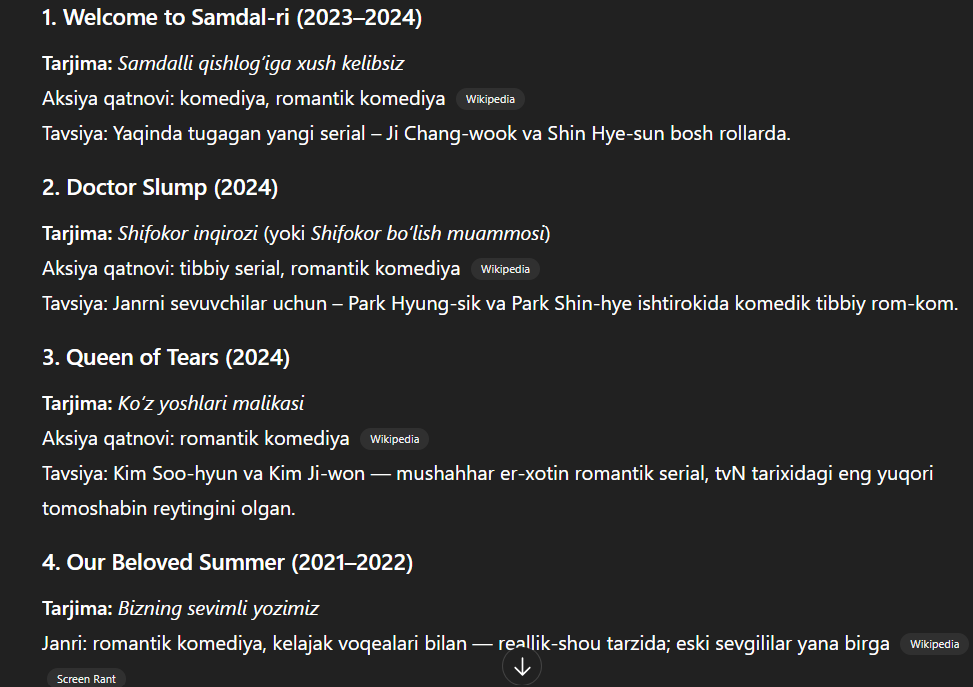 1. Welcome to Samdal-ri (2023–2024)
Tarjima: Samdalli qishlog‘iga xush kelibsiz
Aksiya qatnovi: komediya, romantik komediya Wikipedia
Tavsiya: Yaqinda tugagan yangi serial – Ji Chang-wook va Shin Hye-sun bosh rollarda.
2. Doctor Slump (2024)
Tarjima: Shifokor inqirozi (yoki Shifokor bo‘lish muammosi)
Aksiya qatnovi: tibbiy serial, romantik komediya Wikipedia
Tavsiya: Janrni sevuvchilar uchun – Park Hyung-sik va Park Shin-hye ishtirokida komedik tibbiy rom-kom.
3. Queen of Tears (2024)
Tarjima: Ko‘z yoshlari malikasi
Aksiya qatnovi: romantik komediya Wikipedia
Tavsiya: Kim Soo-hyun va Kim Ji-won — mushahhar er-xotin romantik serial, tvN tarixidagi eng yuqori
tomoshabin reytingini olgan.
4. Our Beloved Summer (2021–2022)
Tarjima: Bizning sevimli yozimiz
Janri: romantik komediya, kelajak voqealari bilan — reallik-shou tarzida; eski sevgililar yana birga Wikipedia
Screen Rant